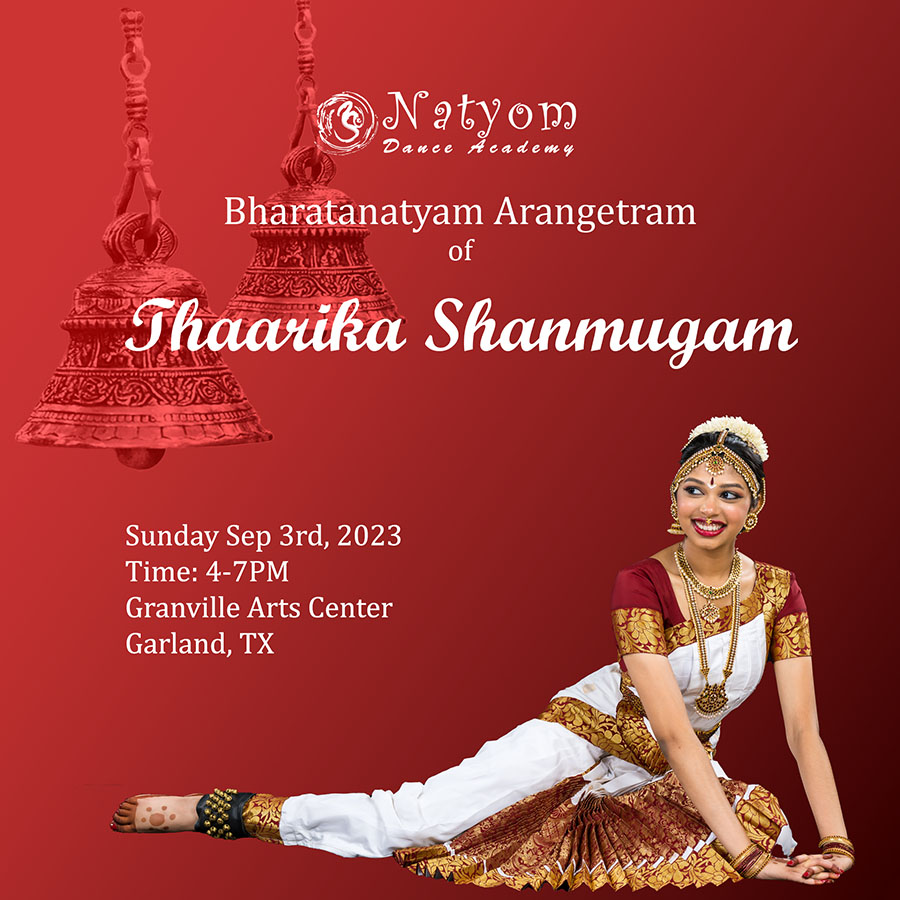 Natyom
Dance Academy
Bharatanatyam Arangetram
of
Thaarika Shanmugam
Sunday Sep 3rd, 2023
Time: 4-7PM
Granville Arts Center
Garland, TX